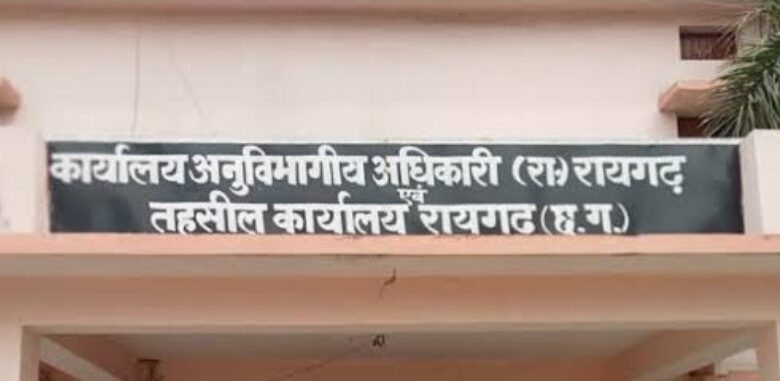 कार्यालय अनुविभागीय अधिकारी (रा॰) रायगढ़
एवं
तहसील कार्यालय रायगढ (छ.ग.)